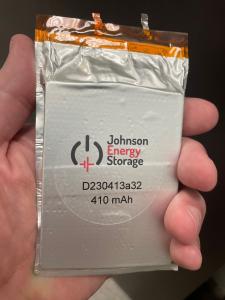 Johnson
Energy
Storage
D230413a32
410 mAh